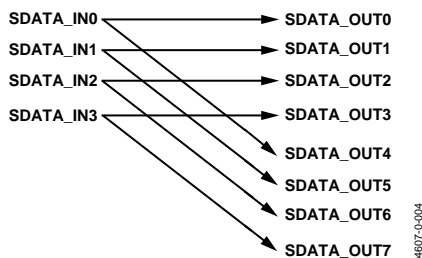 SDATA_IN0
SDATA_IN1
SDATA_IN2
SDATA_IN3
SDATA_OUT0
SDATA_OUT1
SDATA_OUT2
SDATA_OUT3
SDATA_OUT4
SDATA_OUT5
SDATA_OUT6
SDATA_OUT7
4607-0-004